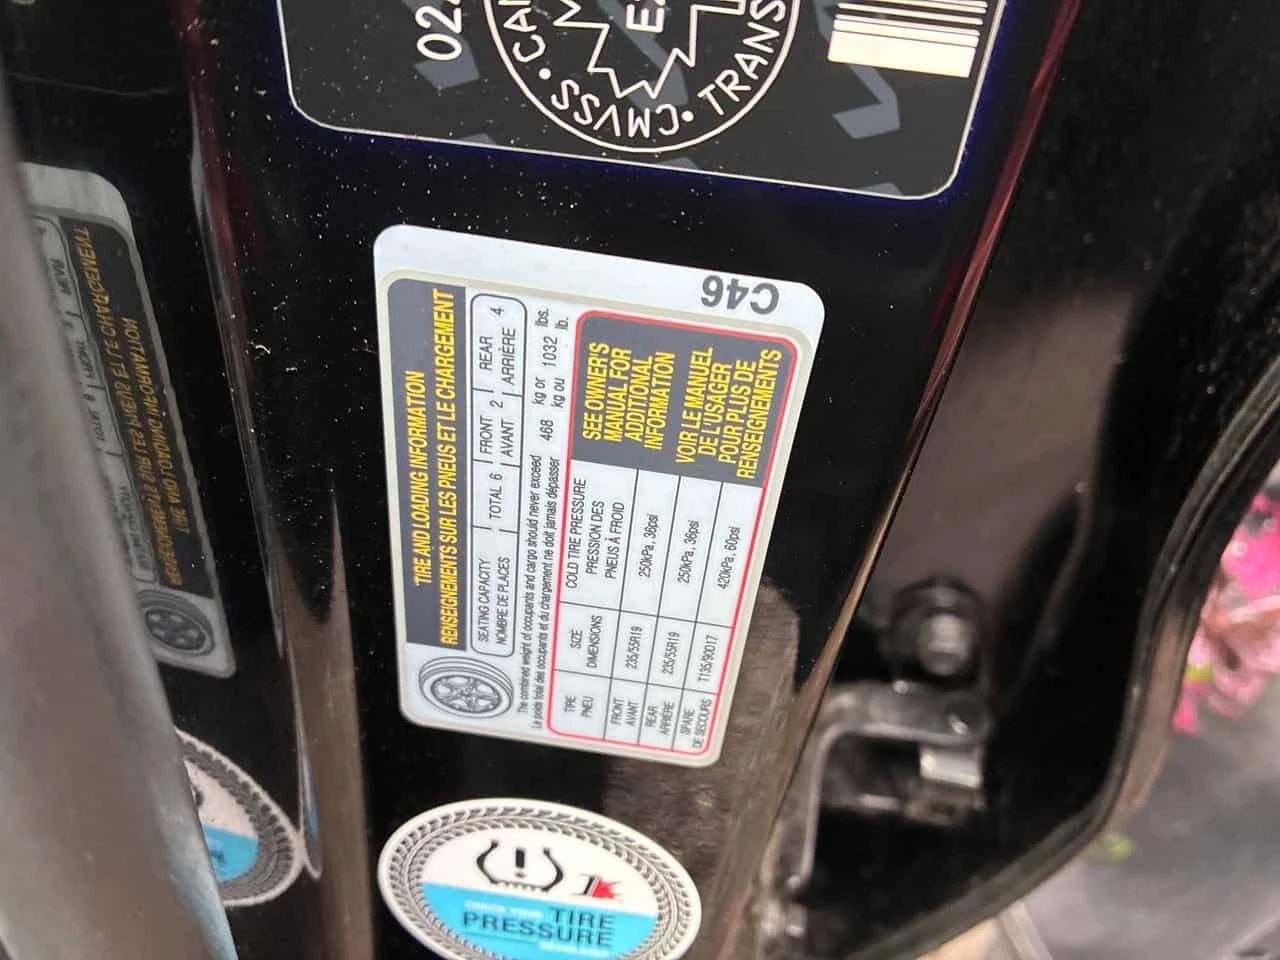 024
CMVSS • TRANS
C46
TIRE AND LOADING INFORMATION
RENSEIGNEMENTS SUR LES PNEUS ET LE CHARGEMENT
SEATING CAPACITY TOTAL 6 FRONT 2 REAR 4
NOMBRE DE PLACES AVANT ARRIÈRE
The combined weight of occupants and cargo should never exceed 468 kg or 1032 lbs.
Le poids total des occupants et du chargement ne doit jamais dépasser kg ou lb.
TIRE SIZE COLD TIRE PRESSURE
PNEU DIMENSIONS PRESSION DES
PNEUS À FROID
FRONT 235/55R19 250kPa, 36psi
AVANT
REAR 235/55R19 250kPa, 36psi
ARRIÈRE
SPARE T135/90D17 420kPa, 60psi
DE SECOURS
SEE OWNER'S
MANUAL FOR
ADDITIONAL
INFORMATION
VOIR LE MANUEL
DE L'USAGER
POUR PLUS DE
RENSEIGNEMENTS
CHECK YOUR TIRE
PRESSURE